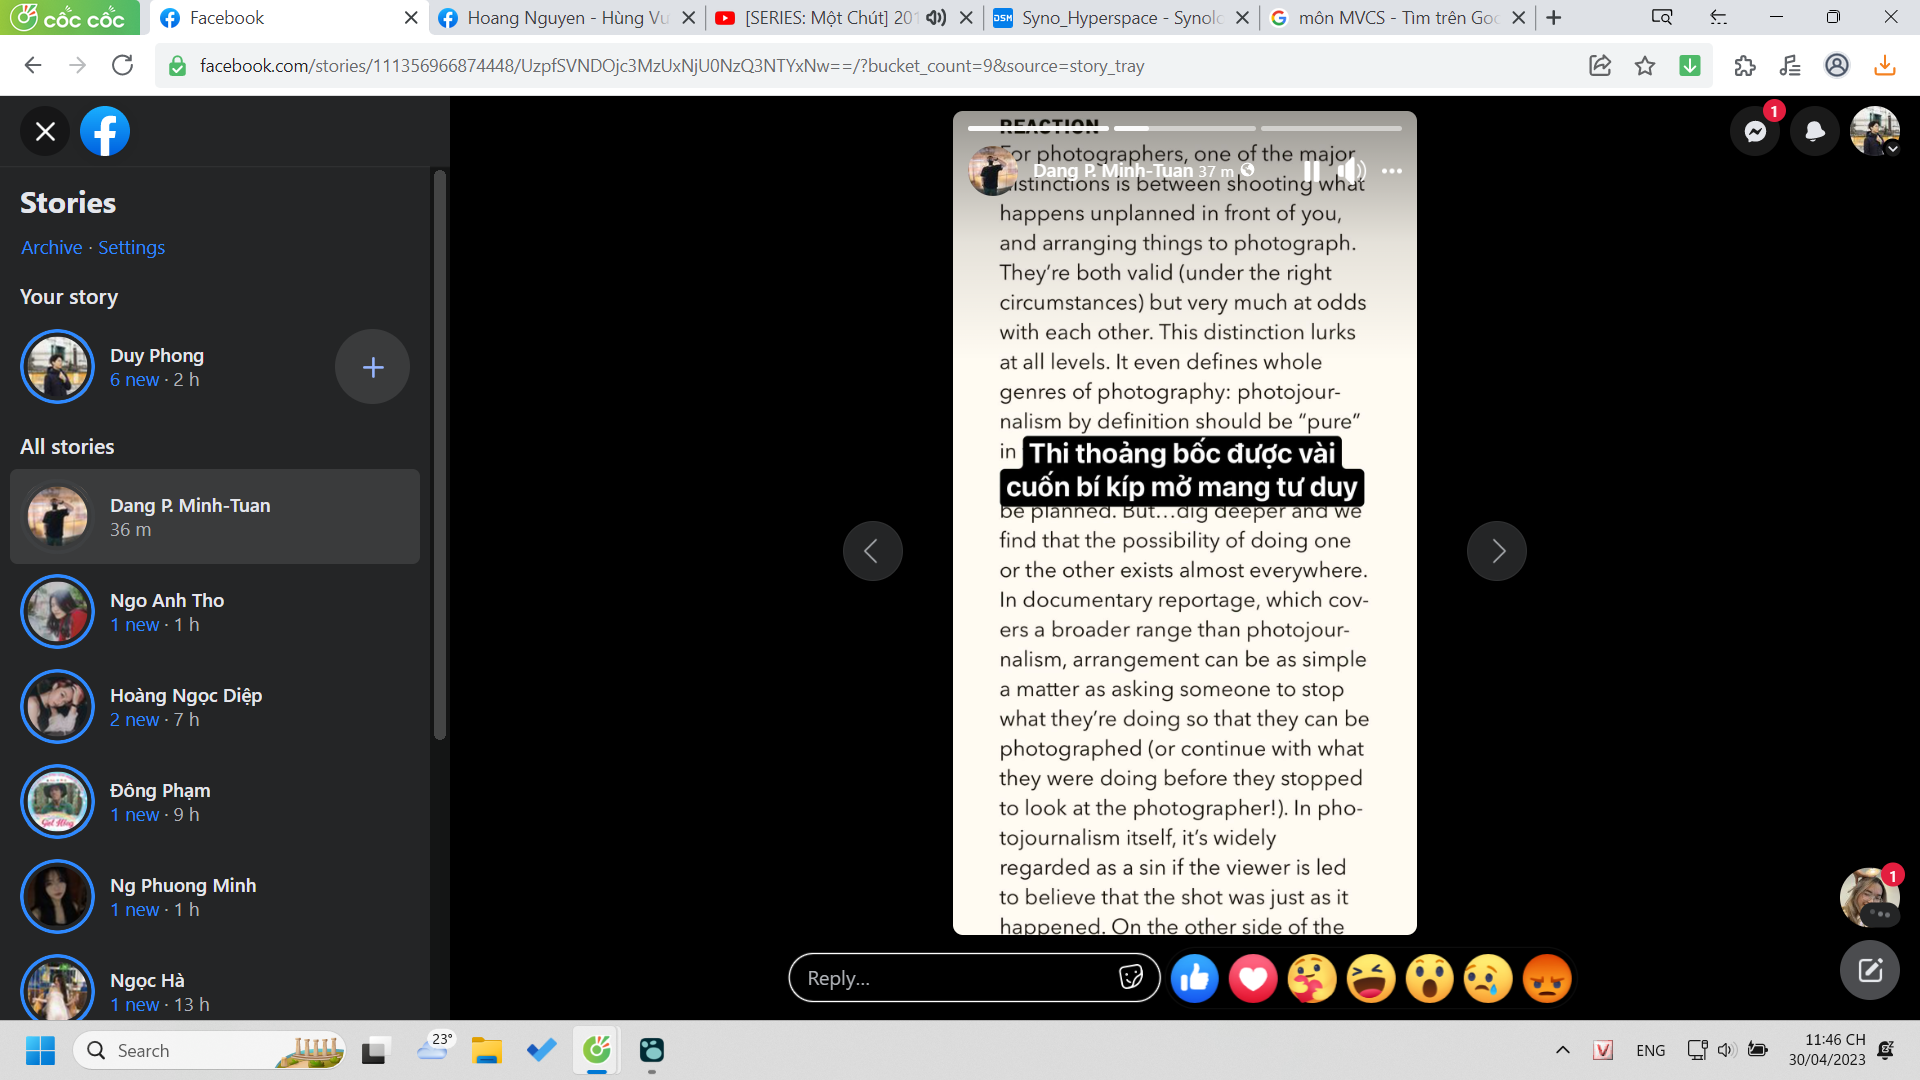 cốc cốc
Facebook
Hoang Nguyen - Hùng Vư
[SERIES: Một Chút] 201
DSM
Syno_Hyperspace - Synolo
môn MVCS - Tìm trên Goo
facebook.com/stories/111356966874448/UzpfSVNDOjc3MzUxNjU0NzQ3NTYxNw==/?bucket_count=9&source=story_tray
Stories
Archive · Settings
Your story
Duy Phong
6 new · 2 h
All stories
Dang P. Minh-Tuan
36 m
Ngo Anh Tho
1 new · 1 h
Hoàng Ngọc Diệp
2 new · 7 h
Đông Phạm
1 new · 9 h
Ng Phuong Minh
1 new · 1 h
Ngọc Hà
1 new · 13 h
REACTION
For photographers, one of the major
Dang P. Minh-Tuan 37 m
distinctions is between shooting what
happens unplanned in front of you,
and arranging things to photograph.
They're both valid (under the right
circumstances) but very much at odds
with each other. This distinction lurks
at all levels. It even defines whole
genres of photography: photojour-
nalism by definition should be “pure”
in
Thi thoảng bốc được vài
cuốn bí kíp mở mang tư duy
be planned. But…dig deeper and we
find that the possibility of doing one
or the other exists almost everywhere.
In documentary reportage, which cov-
ers a broader range than photojour-
nalism, arrangement can be as simple
a matter as asking someone to stop
what they're doing so that they can be
photographed (or continue with what
they were doing before they stopped
to look at the photographer!). In pho-
tojournalism itself, it's widely
regarded as a sin if the viewer is led
to believe that the shot was just as it
happened. On the other side of the
Reply...
1
1
Search
23°
V
ENG
11:46 CH
30/04/2023